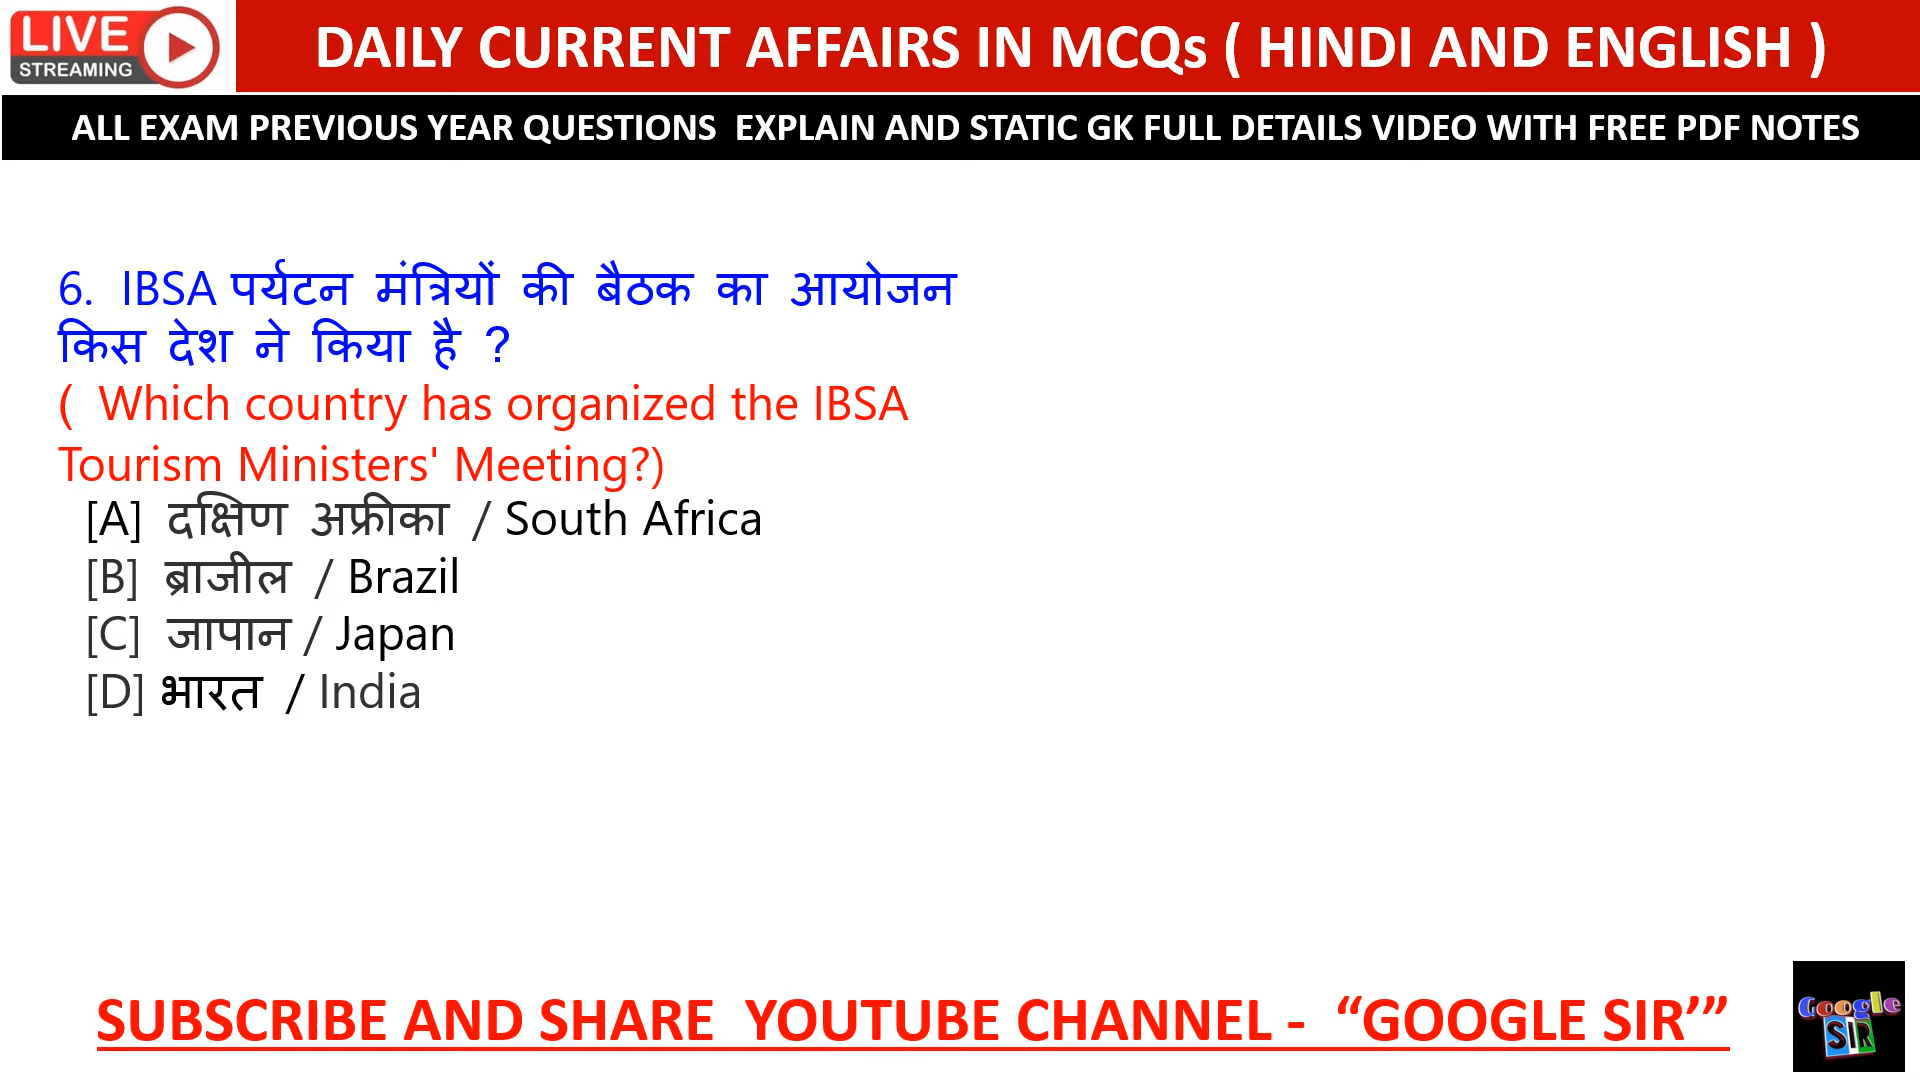 LIVE
STREAMING
DAILY CURRENT AFFAIRS IN MCQs ( HINDI AND ENGLISH )
ALL EXAM PREVIOUS YEAR QUESTIONS EXPLAIN AND STATIC GK FULL DETAILS VIDEO WITH FREE PDF NOTES
6. IBSA पर्यटन मंत्रियों की बैठक का आयोजन
किस देश ने किया है ?
( Which country has organized the IBSA
Tourism Ministers' Meeting?)
[A] दक्षिण अफ्रीका / South Africa
[B] ब्राजील / Brazil
[C] जापान / Japan
[D] भारत / India
SUBSCRIBE AND SHARE YOUTUBE CHANNEL - “GOOGLE SIR’”
Google
SIR